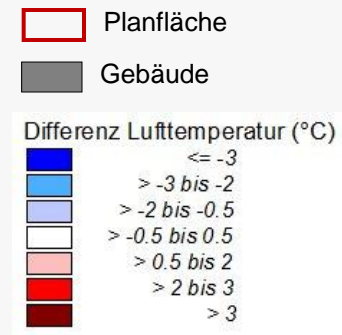 Planfläche
Gebäude
Differenz Lufttemperatur (°C)
<= -3
> -3 bis -2
> -2 bis -0.5
> -0.5 bis 0.5
> 0.5 bis 2
> 2 bis 3
> 3